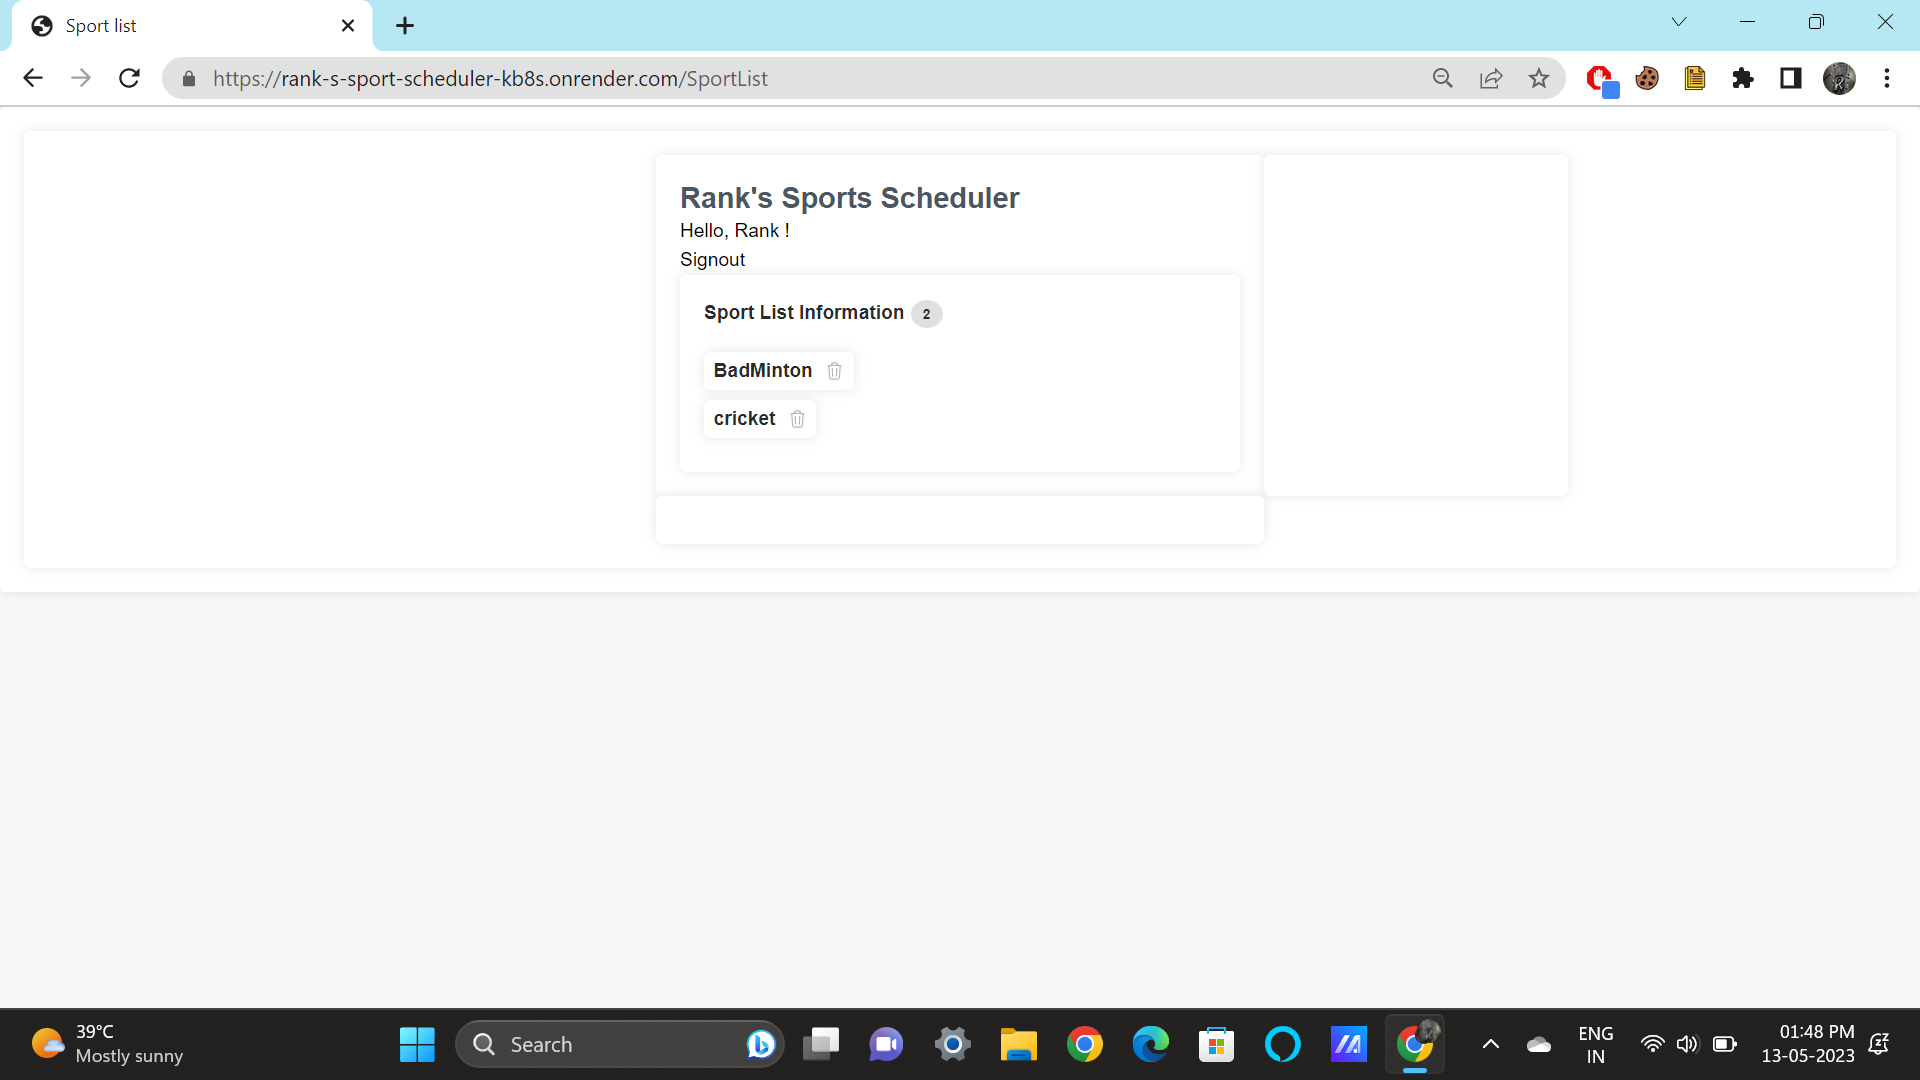 Sport list
https://rank-s-sport-scheduler-kb8s.onrender.com/SportList
Rank's Sports Scheduler
Hello, Rank !
Signout
Sport List Information 2
BadMinton
cricket
39°C
Mostly sunny
Search
ENG
IN
01:48 PM
13-05-2023